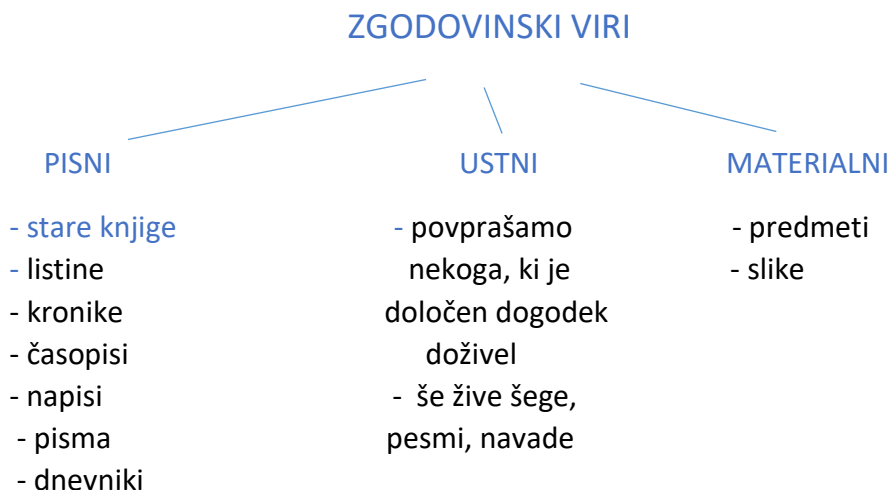 ZGODOVINSKI VIRI
PISNI
- stare knjige
- listine
- kronike
- časopisi
- napisi
- pisma
- dnevniki
USTNI
- povprašamo
nekoga, ki je
določen dogodek
doživel
- še žive šege,
pesmi, navade
MATERIALNI
- predmeti
- slike